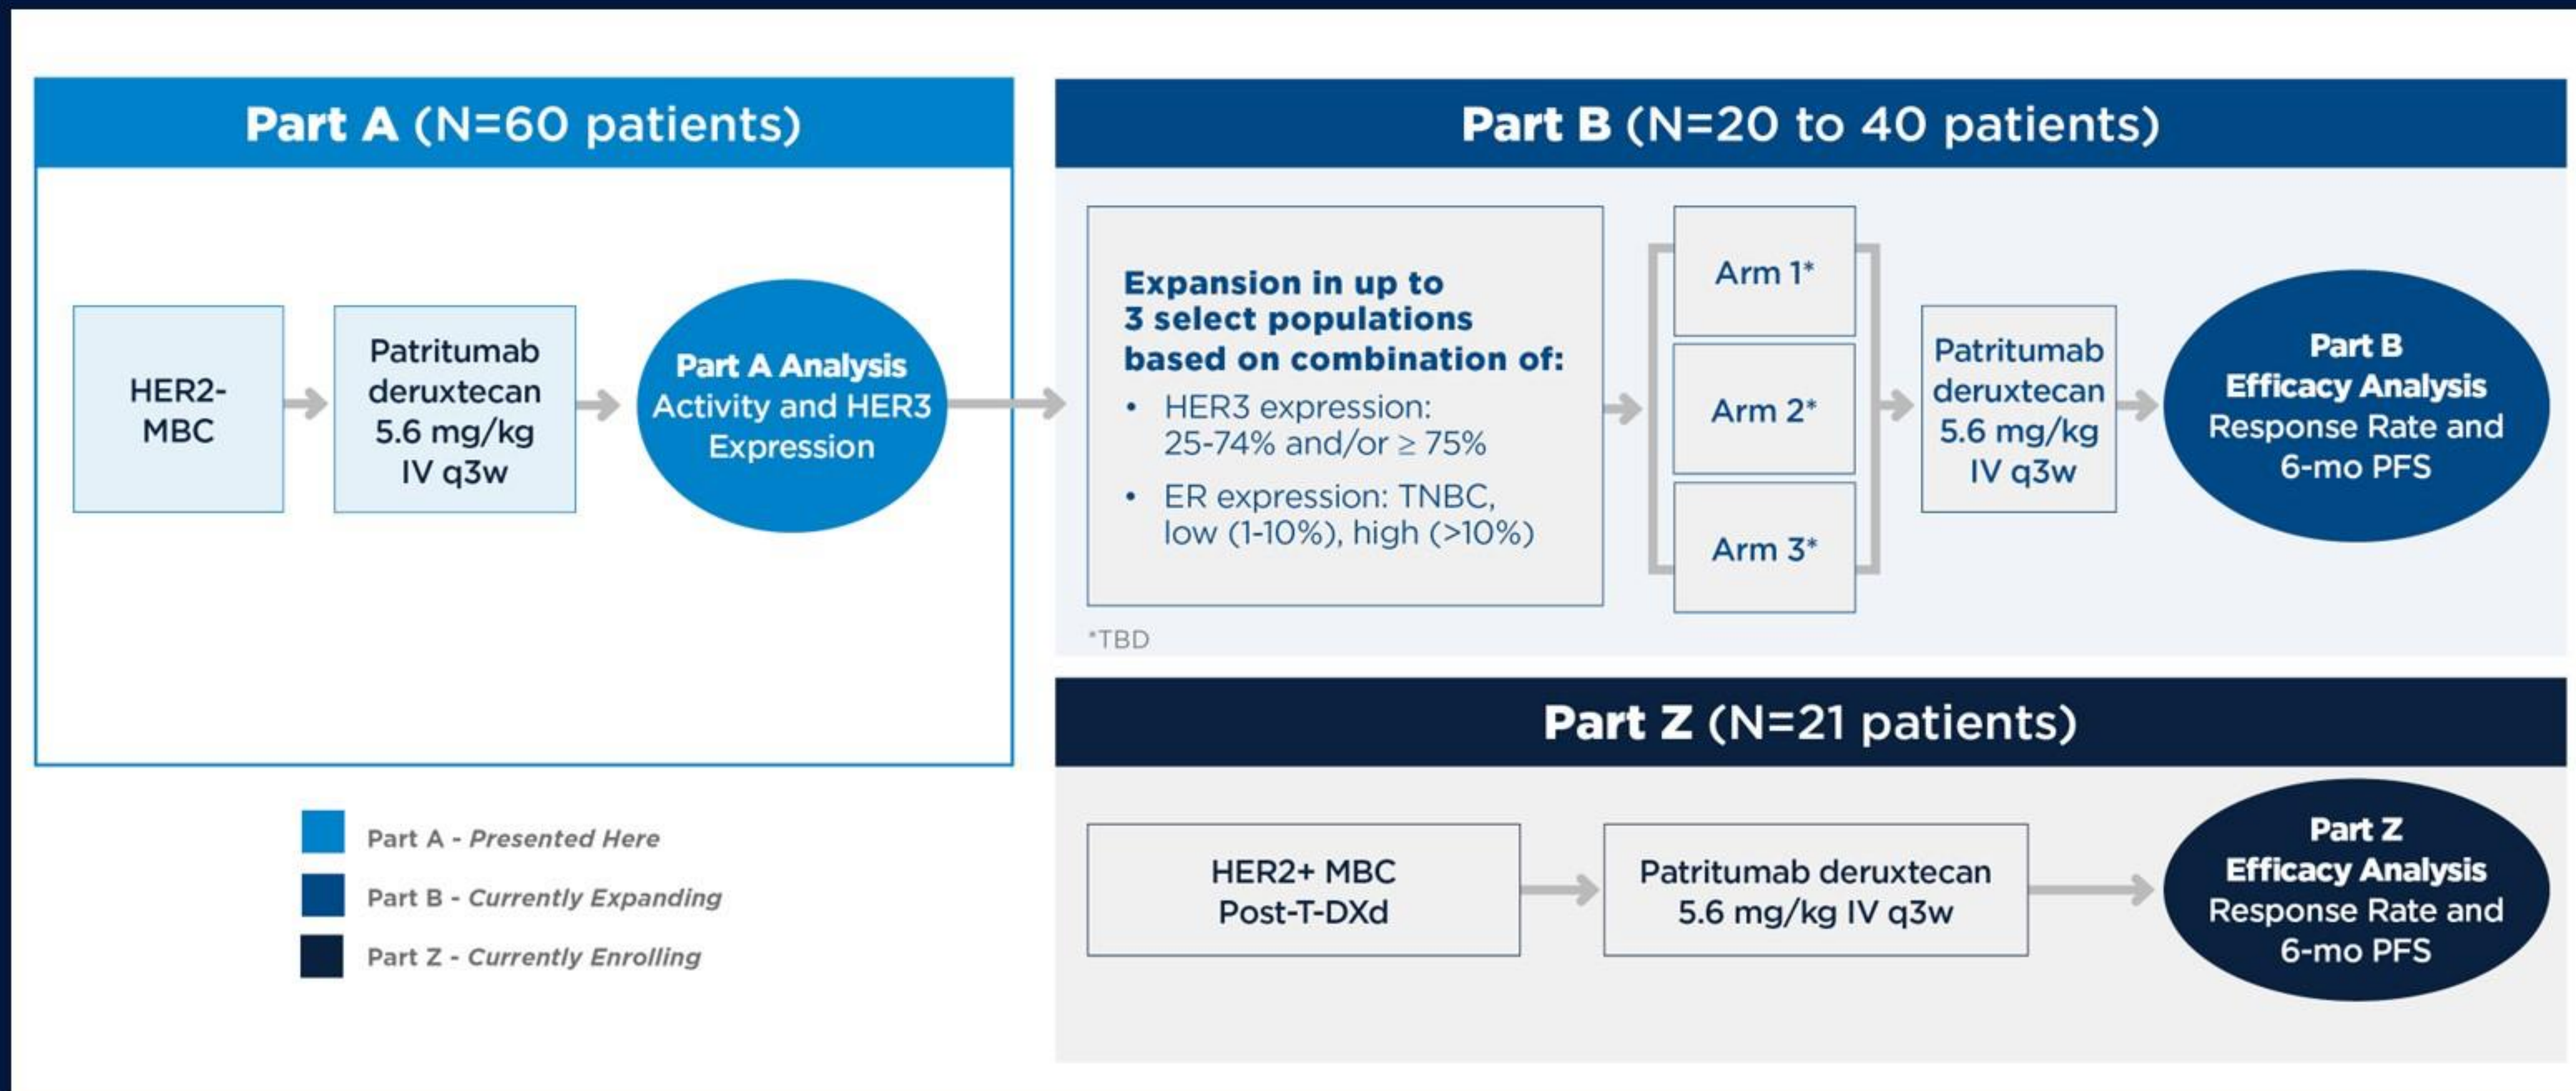 Part A (N=60 patients)
HER2-
MBC
Patritumab
deruxtecan
5.6 mg/kg
IV q3w
Part A Analysis
Activity and HER3
Expression
Part B (N=20 to 40 patients)
Expansion in up to
3 select populations
based on combination of:
• HER3 expression:
25-74% and/or ≥ 75%
• ER expression: TNBC,
low (1-10%), high (>10%)
*TBD
Arm 1*
Arm 2*
Arm 3*
Patritumab
deruxtecan
5.6 mg/kg
IV q3w
Part B
Efficacy Analysis
Response Rate and
6-mo PFS
Part Z (N=21 patients)
HER2+ MBC
Post-T-DXd
Patritumab deruxtecan
5.6 mg/kg IV q3w
Part Z
Efficacy Analysis
Response Rate and
6-mo PFS
Part A - Presented Here
Part B - Currently Expanding
Part Z - Currently Enrolling